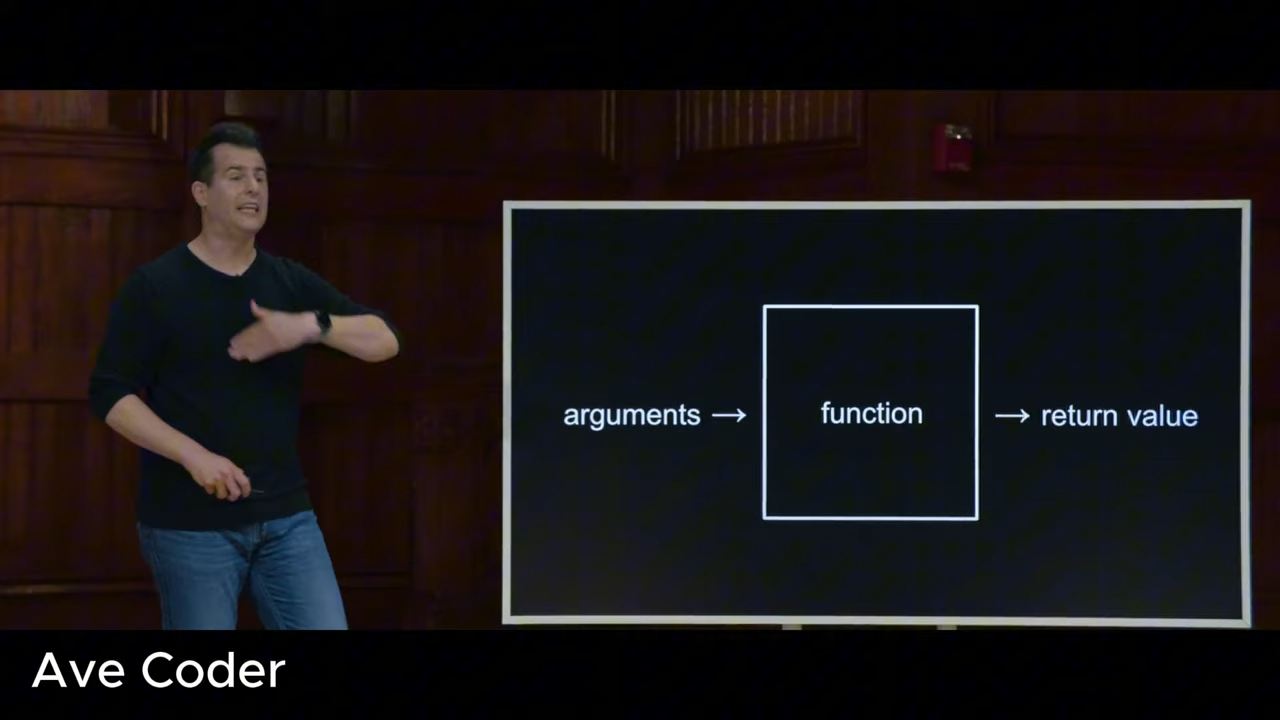 arguments → function → return value
Ave Coder